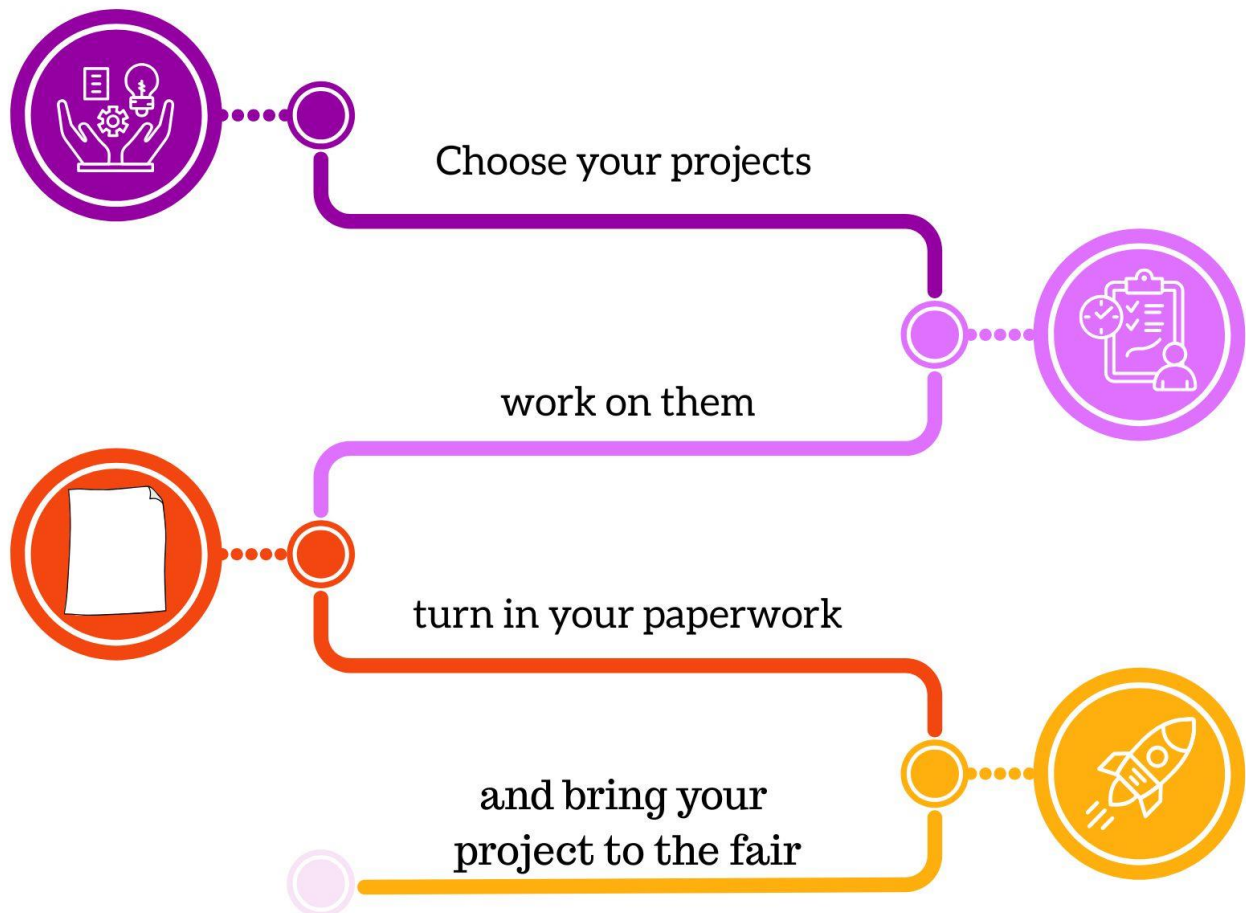 Choose your projects
work on them
turn in your paperwork
and bring your
project to the fair